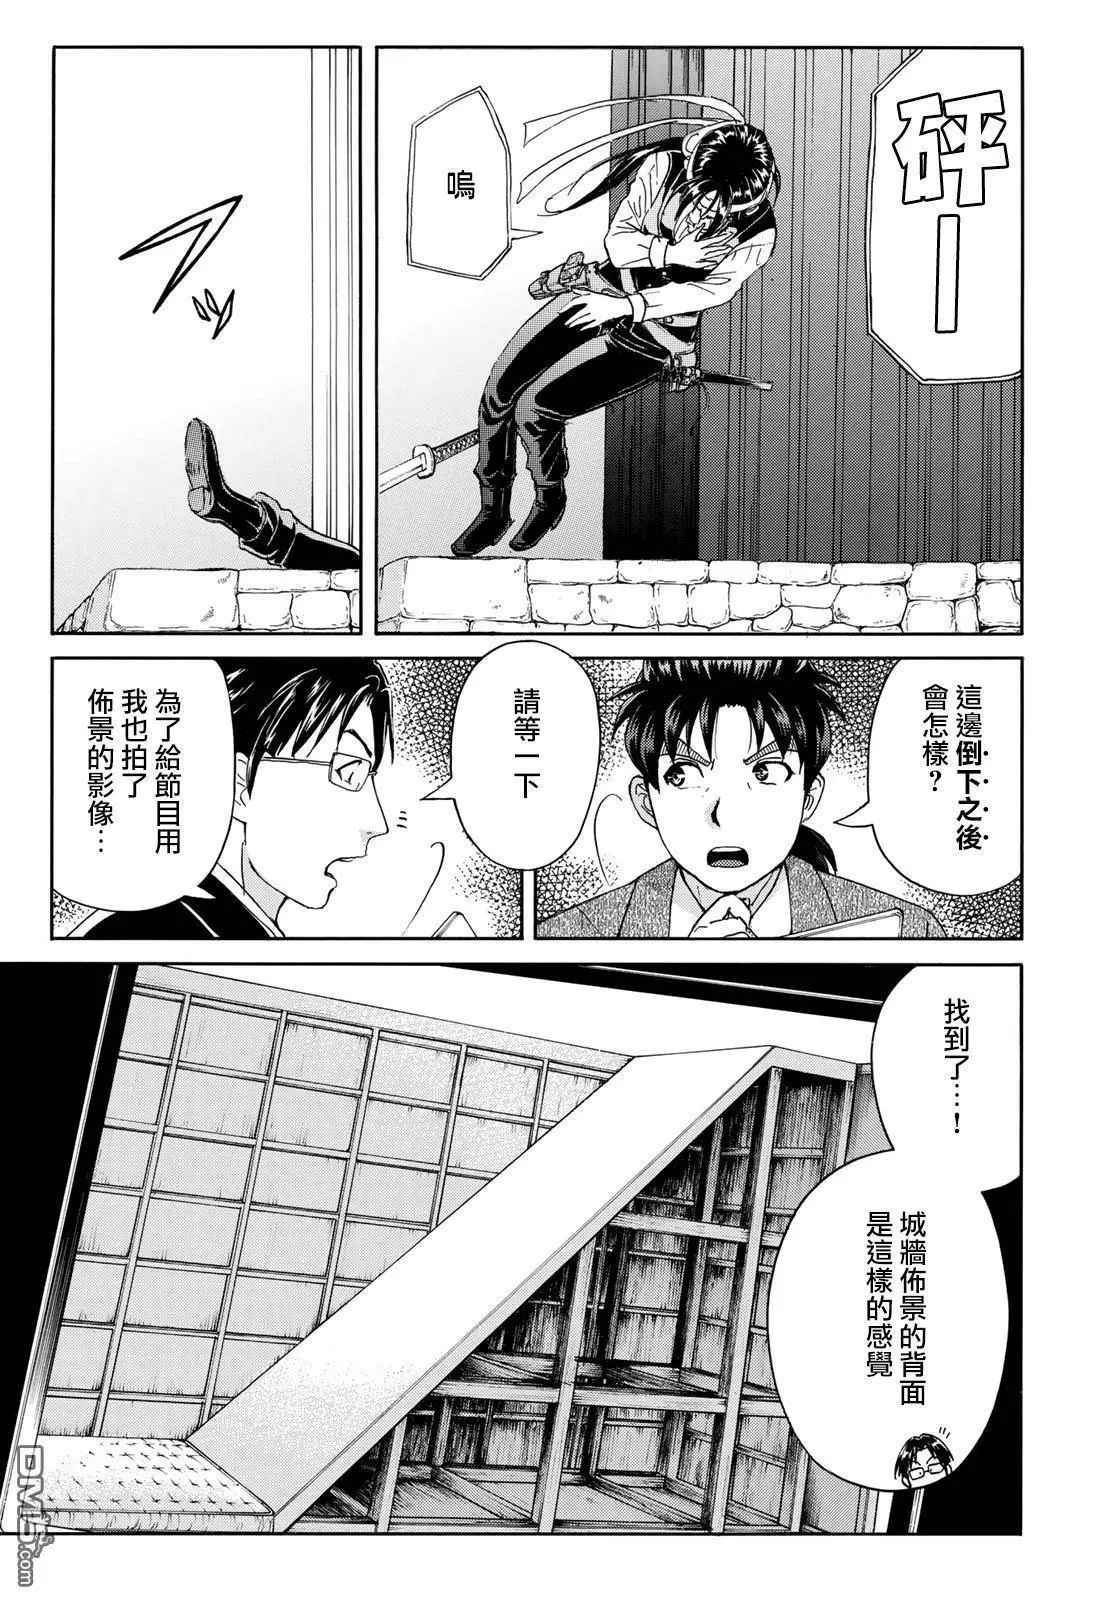 砰ー
嗚
這邊倒下之後
會怎樣？
請等一下
為了給節目用
我也拍了
佈景的影像…
找到了…！
城牆佈景的背面
是這樣的感覺
DM5.com